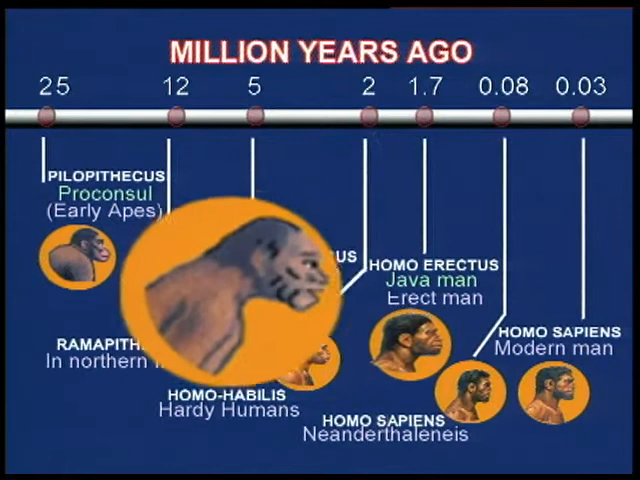 MILLION YEARS AGO
25 12 5 2 1.7 0.08 0.03
PILOPITHECUS
Proconsul
(Early Apes)
HOMO ERECTUS
Java man
Erect man
HOMO SAPIENS
Modern man
In northern
HOMO-HABILIS
Hardy Humans
HOMO SAPIENS
Neanderthaleneis